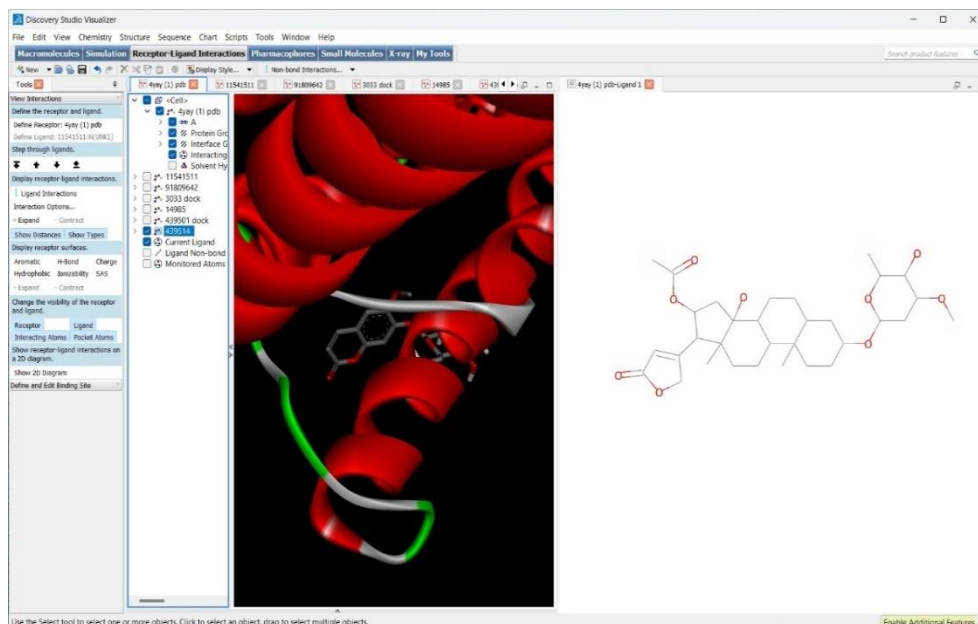 Discovery Studio Visualizer
File Edit View Chemistry Structure Sequence Chart Scripts Tools Window Help
Macromolecules Simulation Receptor-Ligand Interactions Pharmacophores Small Molecules X-ray My Tools
Search product features
New Display Style... Non-bond Interactions...
Tools
4yay (1) pdb 11541511 91809642 3033 dock 14985
4yay (1) pdb-Ligand 1
View Interactions
Define the receptor and ligand.
Define Receptor: 4yay (1) pdb
Define Ligand: 11541511:N(UNK1)
Step through ligands.
Display receptor-ligand interactions.
Ligand Interactions
Interaction Options...
+ Expand - Contract
Show Distances Show Types
Display receptor surfaces.
Aromatic H-Bond Charge
Hydrophobic Ionizability SAS
+ Expand - Contract
Change the visibility of the receptor
and ligand.
Receptor Ligand
Interacting Atoms Pocket Atoms
Show receptor-ligand interactions on
a 2D diagram.
Show 2D Diagram
Define and Edit Binding Site
<Cell>
4yay (1) pdb
A
Protein Gro
Interface G
Interacting
Solvent Hy
11541511
91809642
3033 dock
14985
439501 dock
439514
Current Ligand
Ligand Non-bond
Monitored Atoms
O
O
O
O
O
O
O
O
O
Use the Select tool to select one or more objects. Click to select an object, drag to select multiple objects.
Enable Additional Features